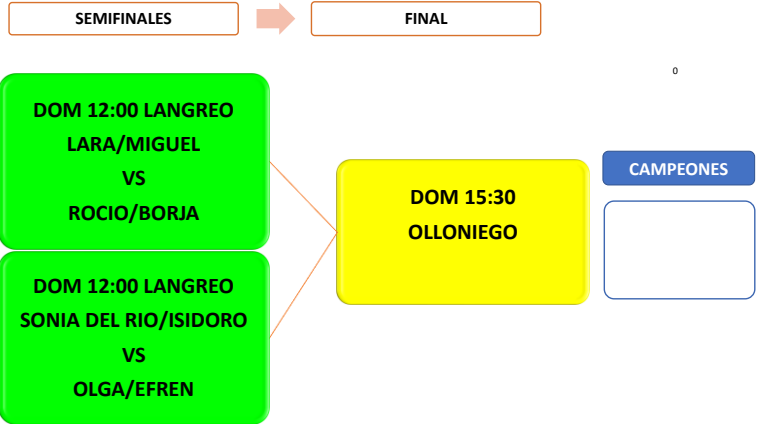 SEMIFINALES
FINAL
0
DOM 12:00 LANGREO
LARA/MIGUEL
VS
ROCIO/BORJA
DOM 12:00 LANGREO
SONIA DEL RIO/ISIDORO
VS
OLGA/EFREN
DOM 15:30
OLLONIEGO
CAMPEONES